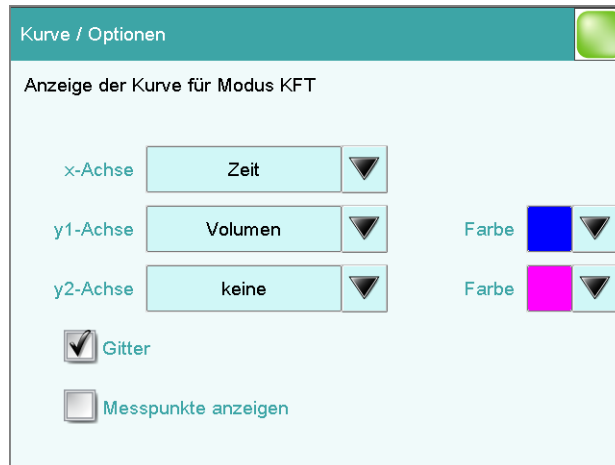 Kurve / Optionen
Anzeige der Kurve für Modus KFT
x-Achse Zeit
y1-Achse Volumen Farbe
y2-Achse keine Farbe
Gitter
Messpunkte anzeigen